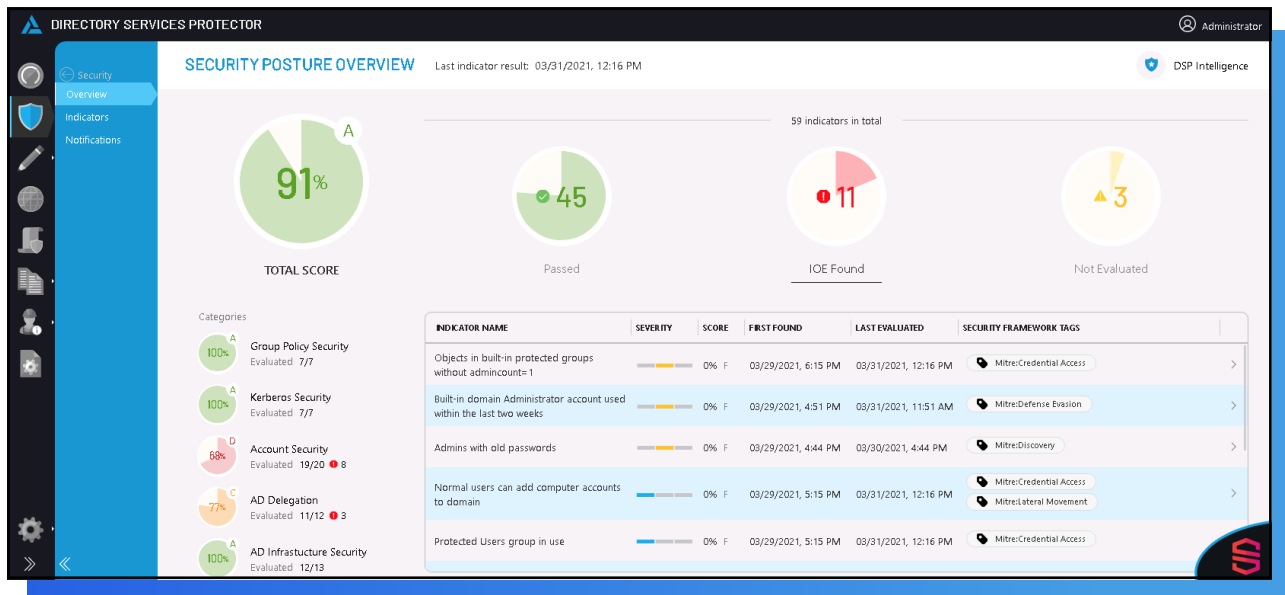 DIRECTORY SERVICES PROTECTOR
Administrator
Security
Overview
Indicators
Notifications
SECURITY POSTURE OVERVIEW
Last indicator result: 03/31/2021, 12:16 PM
DSP Intelligence
59 indicators in total
A
91%
TOTAL SCORE
45
Passed
11
IOE Found
3
Not Evaluated
Categories
100% A
Group Policy Security
Evaluated 7/7
100% A
Kerberos Security
Evaluated 7/7
68% D
Account Security
Evaluated 19/20 8
77% C
AD Delegation
Evaluated 11/12 3
100% A
AD Infrastucture Security
Evaluated 12/13
INDICATOR NAME SEVERITY SCORE FIRST FOUND LAST EVALUATED SECURITY FRAMEWORK TAGS
Objects in built-in protected groups
without admincount=1
0% F 03/29/2021, 6:15 PM 03/31/2021, 12:16 PM Mitre:Credential Access
Built-in domain Administrator account used
within the last two weeks
0% F 03/29/2021, 4:51 PM 03/31/2021, 11:51 AM Mitre:Defense Evasion
Admins with old passwords 0% F 03/29/2021, 4:44 PM 03/30/2021, 4:44 PM Mitre:Discovery
Normal users can add computer accounts
to domain
0% F 03/29/2021, 5:15 PM 03/31/2021, 12:16 PM Mitre:Credential Access
Mitre:Lateral Movement
Protected Users group in use 0% F 03/29/2021, 5:15 PM 03/31/2021, 12:16 PM Mitre:Credential Access